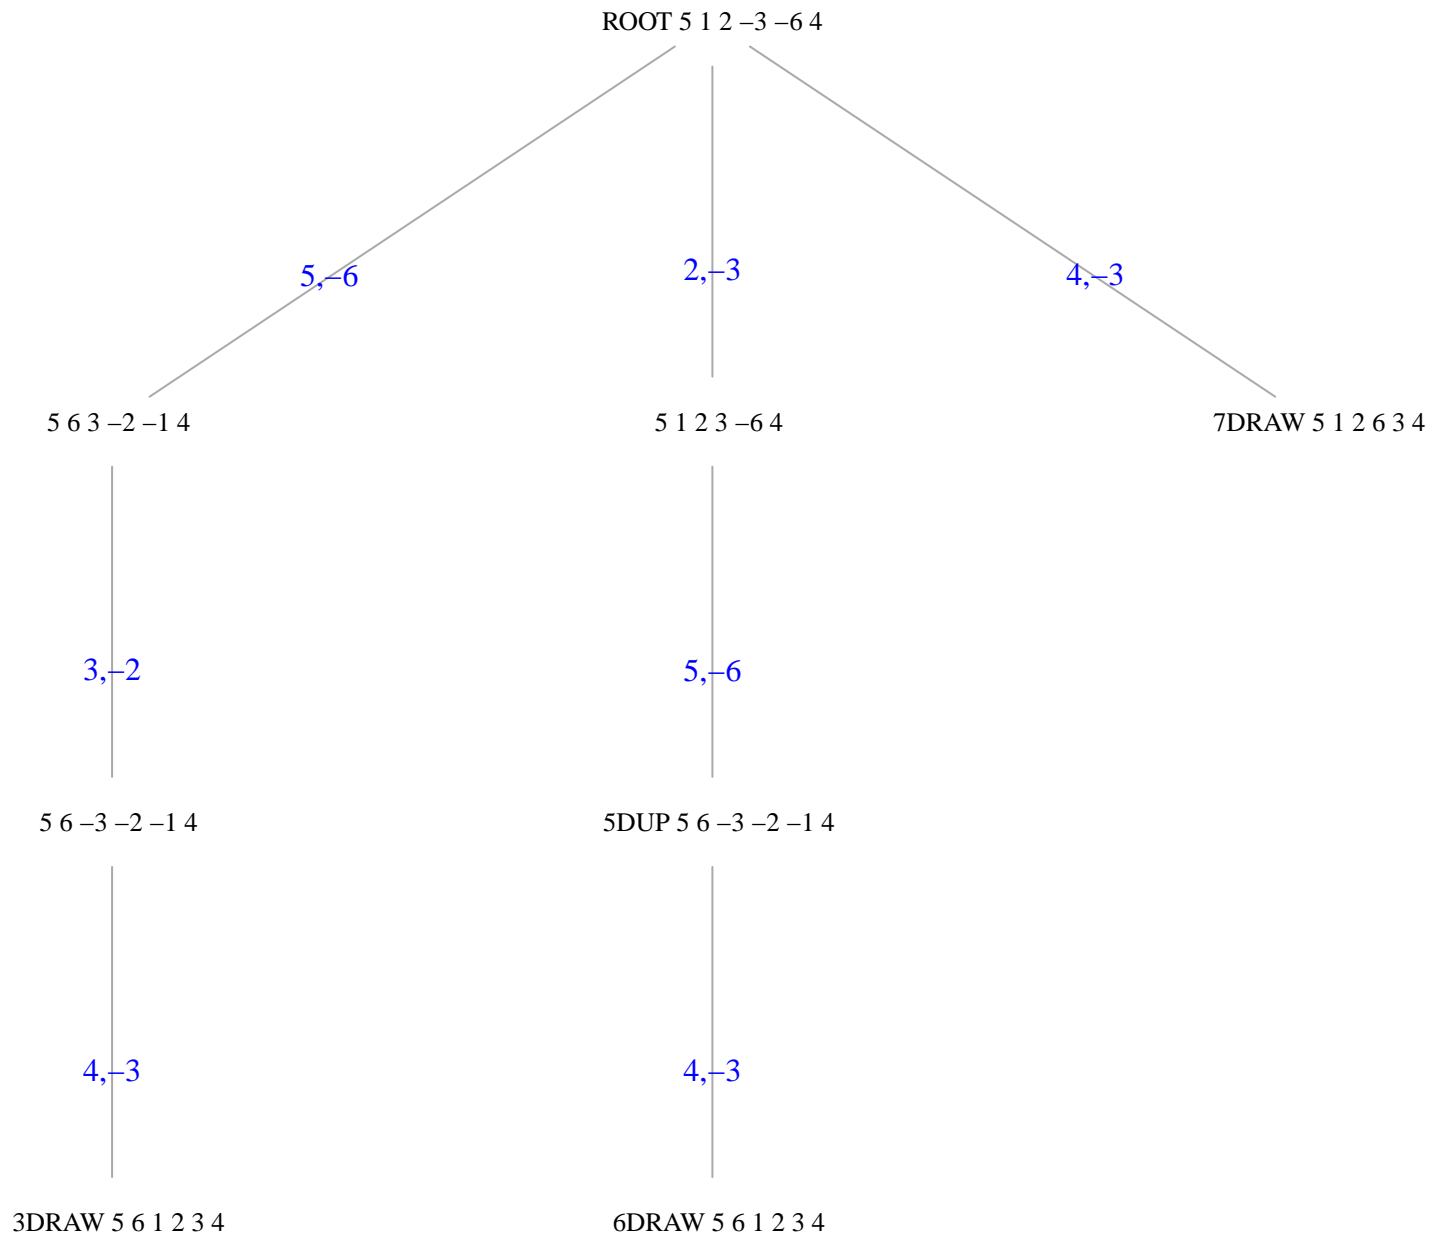 ROOT 5 1 2 –3 –6 4
5,–6
2,–3
4,–3
5 6 3 –2 –1 4
5 1 2 3 –6 4
7DRAW 5 1 2 6 3 4
3,–2
5,–6
5 6 –3 –2 –1 4
5DUP 5 6 –3 –2 –1 4
4,–3
4,–3
3DRAW 5 6 1 2 3 4
6DRAW 5 6 1 2 3 4